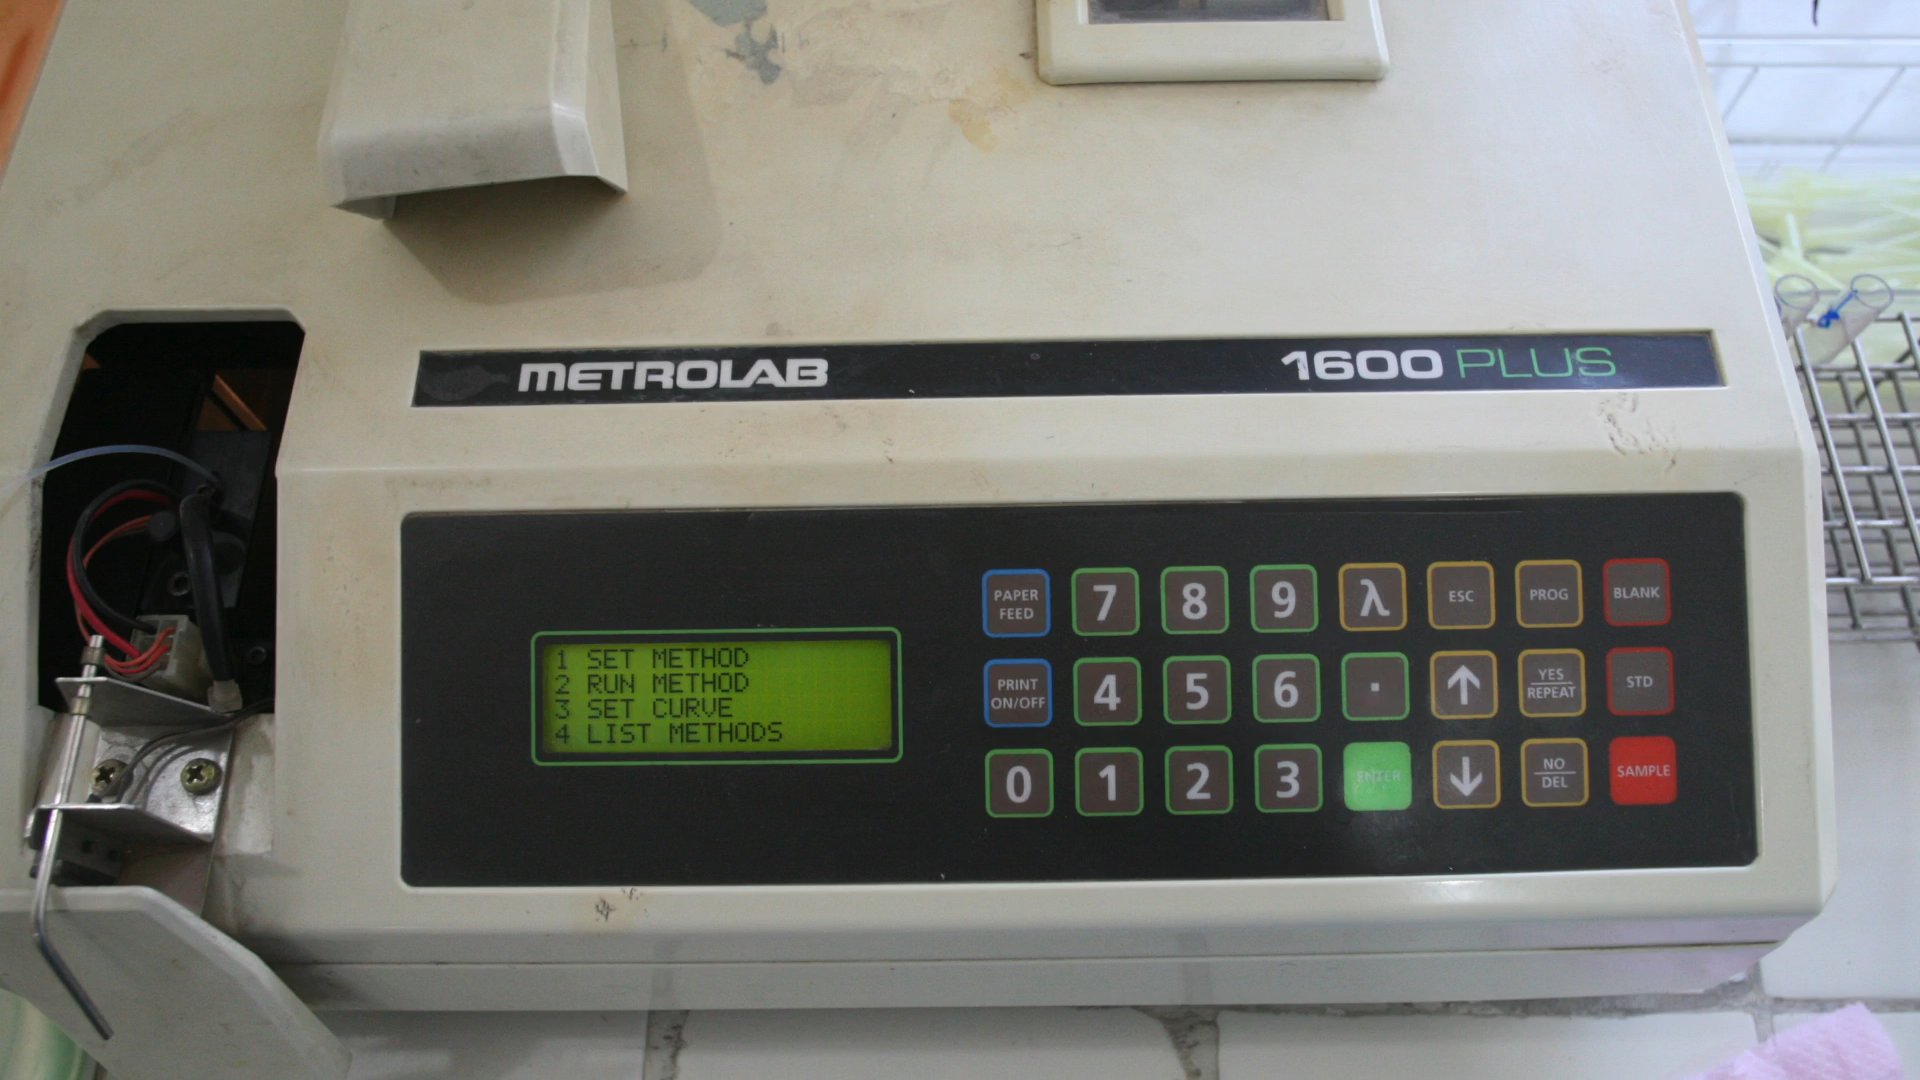 METROLAB 1600 PLUS
1 SET METHOD
2 RUN METHOD
3 SET CURVE
4 LIST METHODS
PAPER FEED 7 8 9 λ ESC PROG BLANK
PRINT ON/OFF 4 5 6 . ↑ YES REPEAT STD
0 1 2 3 ENTER ↓ NO DEL SAMPLE